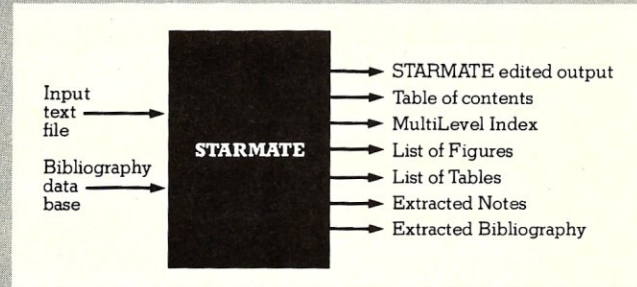 Input
text
file
Bibliography
data
base
STARMATE
STARMATE edited output
Table of contents
MultiLevel Index
List of Figures
List of Tables
Extracted Notes
Extracted Bibliography